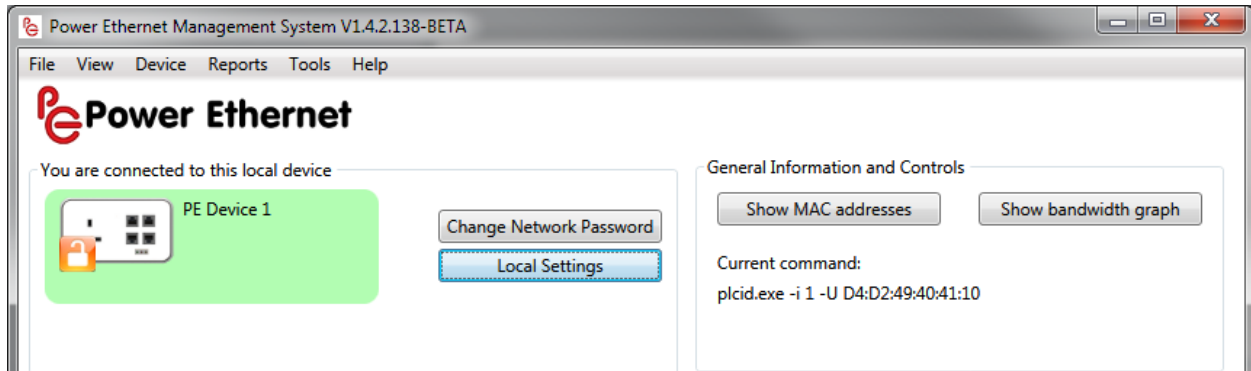 Power Ethernet Management System V1.4.2.138-BETA
File View Device Reports Tools Help
Power Ethernet
You are connected to this local device
PE Device 1
Change Network Password
Local Settings
General Information and Controls
Show MAC addresses
Show bandwidth graph
Current command:
plcid.exe -i 1 -U D4:D2:49:40:41:10